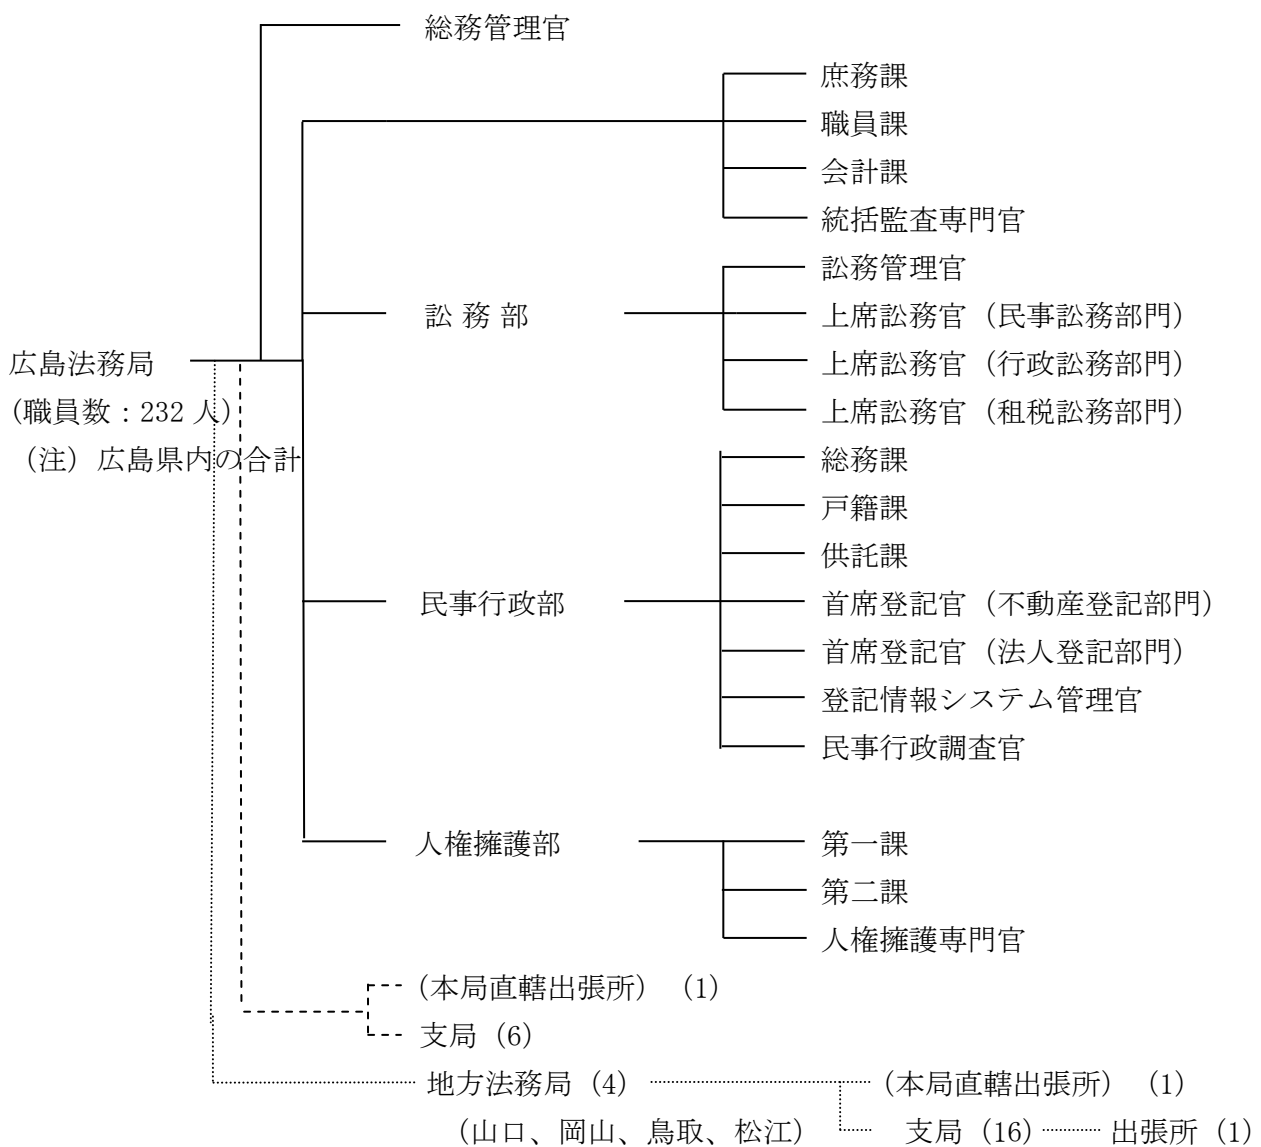 総務管理官
庶務課
職員課
会計課
統括監査専門官
訟務管理官
訟 務 部
上席訟務官（民事訟務部門）
広島法務局
上席訟務官（行政訟務部門）
（職員数：232 人）
上席訟務官（租税訟務部門）
（注）広島県内の合計
総務課
戸籍課
供託課
民事行政部
首席登記官（不動産登記部門）
首席登記官（法人登記部門）
登記情報システム管理官
民事行政調査官
人権擁護部
第一課
第二課
人権擁護専門官
（本局直轄出張所）（1）
支局（6）
地方法務局（4）
（本局直轄出張所）（1）
（山口、岡山、鳥取、松江）
支局（16）
出張所（1）